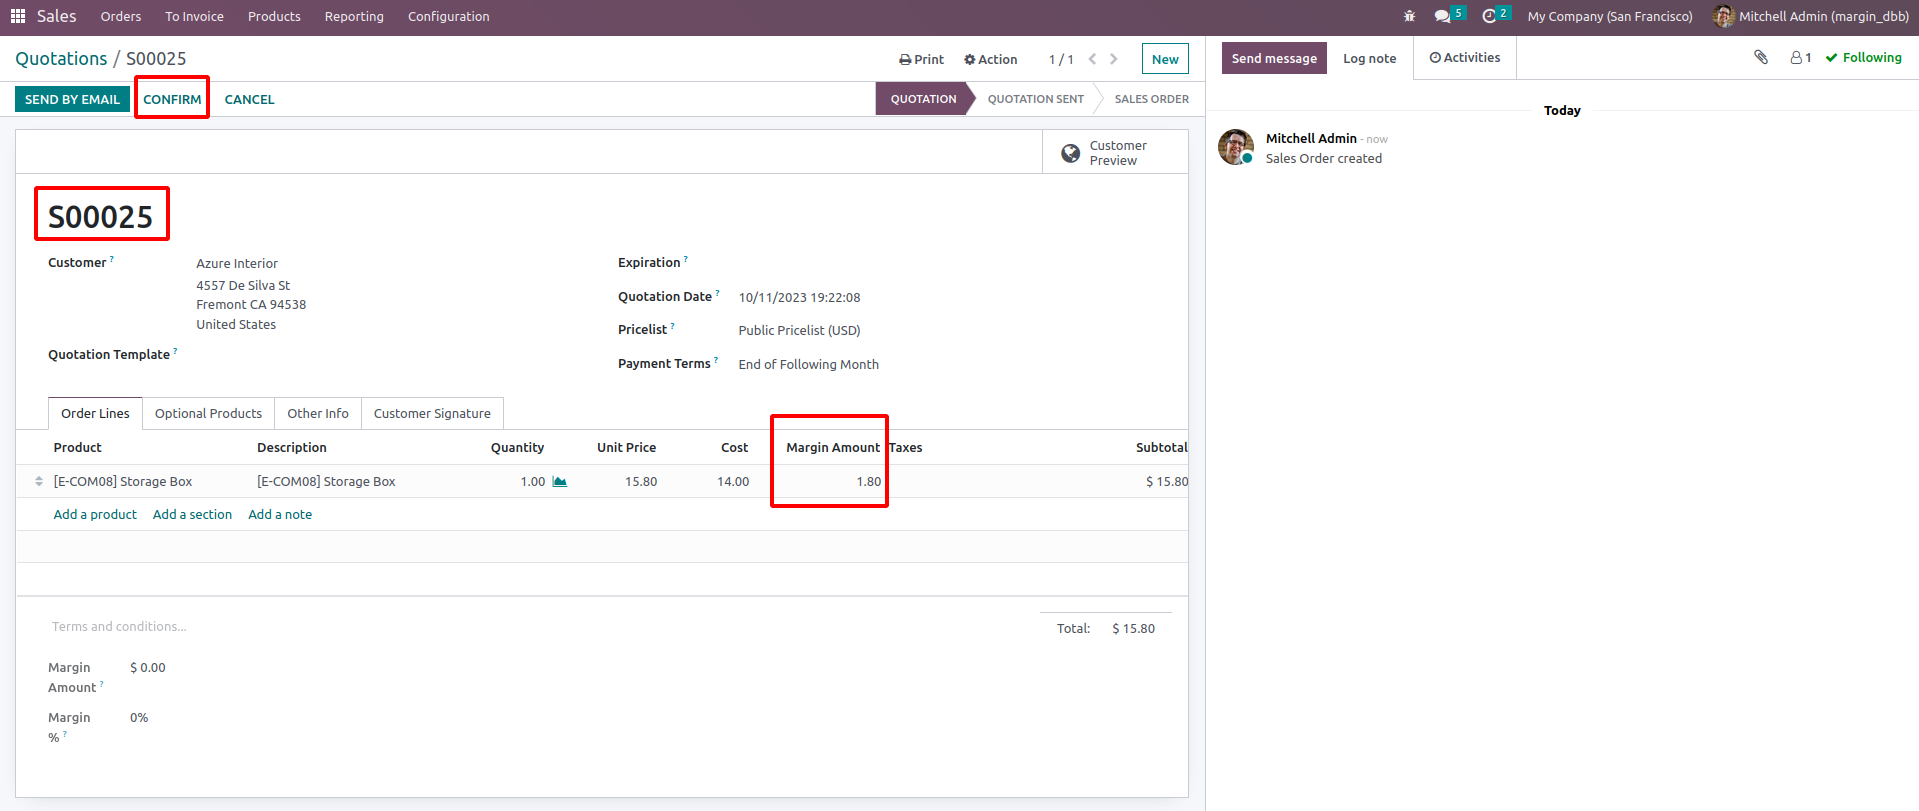 Sales Orders To Invoice Products Reporting Configuration 5 2 My Company (San Francisco) Mitchell Admin (margin_dbb)
Quotations / S00025 Print Action 1 / 1 New
SEND BY EMAIL CONFIRM CANCEL QUOTATION QUOTATION SENT SALES ORDER
Customer
Preview
S00025
Customer ? Azure Interior
4557 De Silva St
Fremont CA 94538
United States
Quotation Template ?
Expiration ?
Quotation Date ? 10/11/2023 19:22:08
Pricelist ? Public Pricelist (USD)
Payment Terms ? End of Following Month
Order Lines Optional Products Other Info Customer Signature
Product Description Quantity Unit Price Cost Margin Amount Taxes Subtotal
[E-COM08] Storage Box [E-COM08] Storage Box 1.00 15.80 14.00 1.80 $ 15.80
Add a product Add a section Add a note
Terms and conditions...
Total: $ 15.80
Margin $ 0.00
Amount ?
Margin 0%
% ?
Send message Log note Activities 1 Following
Today
Mitchell Admin - now
Sales Order created